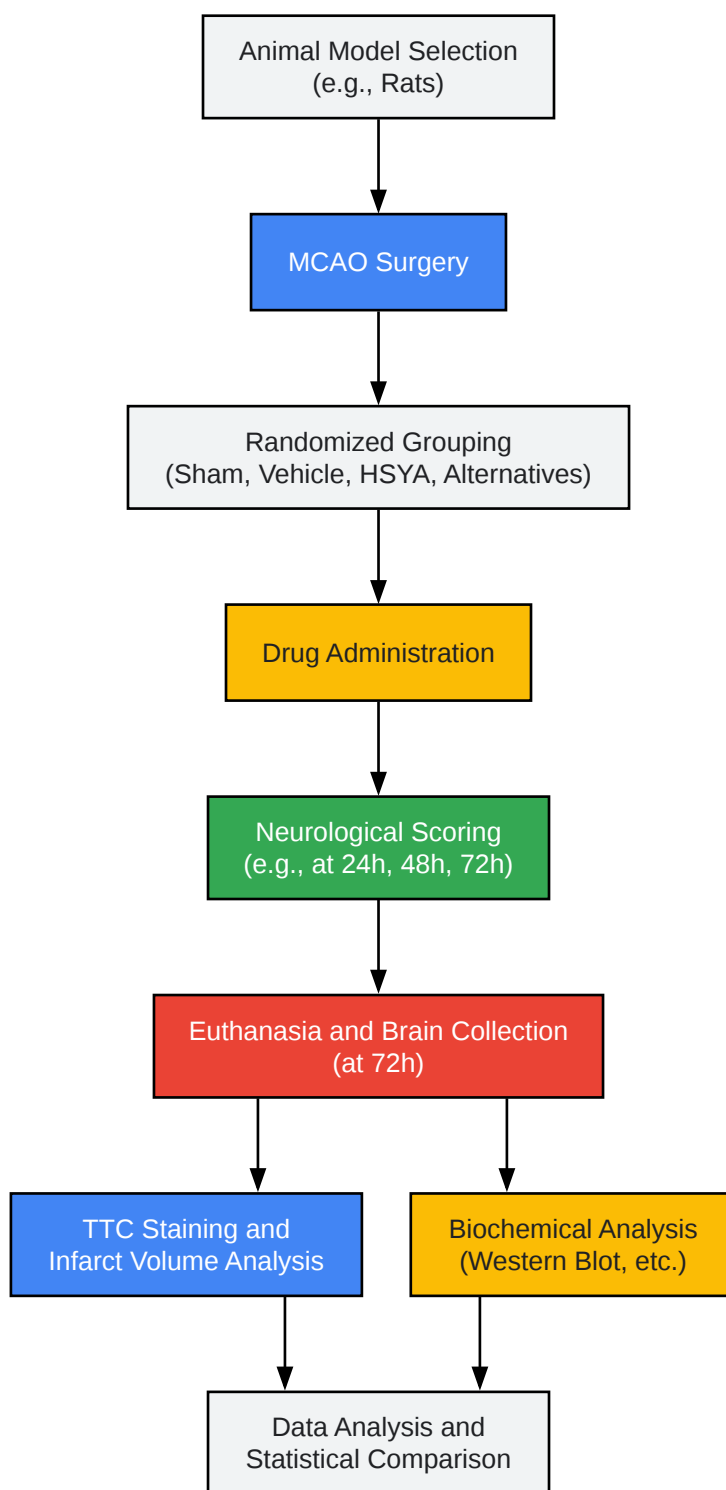 Animal Model Selection
(e.g., Rats)
MCAO Surgery
Randomized Grouping
(Sham, Vehicle, HSYA, Alternatives)
Drug Administration
Neurological Scoring
(e.g., at 24h, 48h, 72h)
Euthanasia and Brain Collection
(at 72h)
TTC Staining and
Infarct Volume Analysis
Biochemical Analysis
(Western Blot, etc.)
Data Analysis and
Statistical Comparison